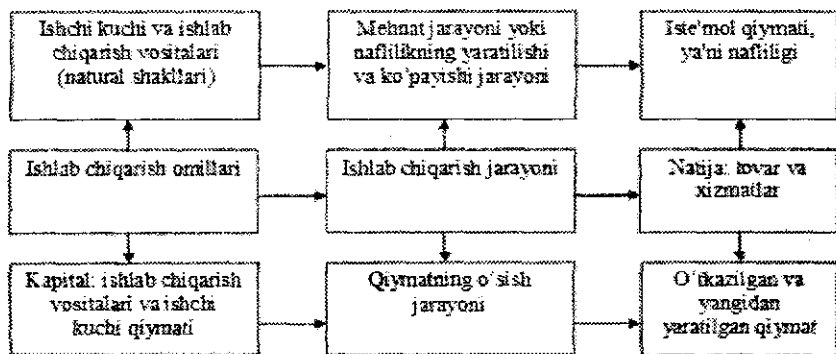 Ishchi kuchi va ishlab
chiqarish vositalari
(natural shakllari)
Mehnat jarayoni yoki
naflilikning yaratilishi
va ko'payishi jarayoni
Iste'mol qiymati,
ya'ni nafliligi
Ishlab chiqarish omillari
Ishlab chiqarish jarayoni
Natija: tovar va
xizmatlar
Kapital: ishlab chiqarish
vositalari va ishchi
kuchi qiymati
Qiymatning o'sish
jarayoni
O'tkazilgan va
yangidan
yaratilgan qiymat